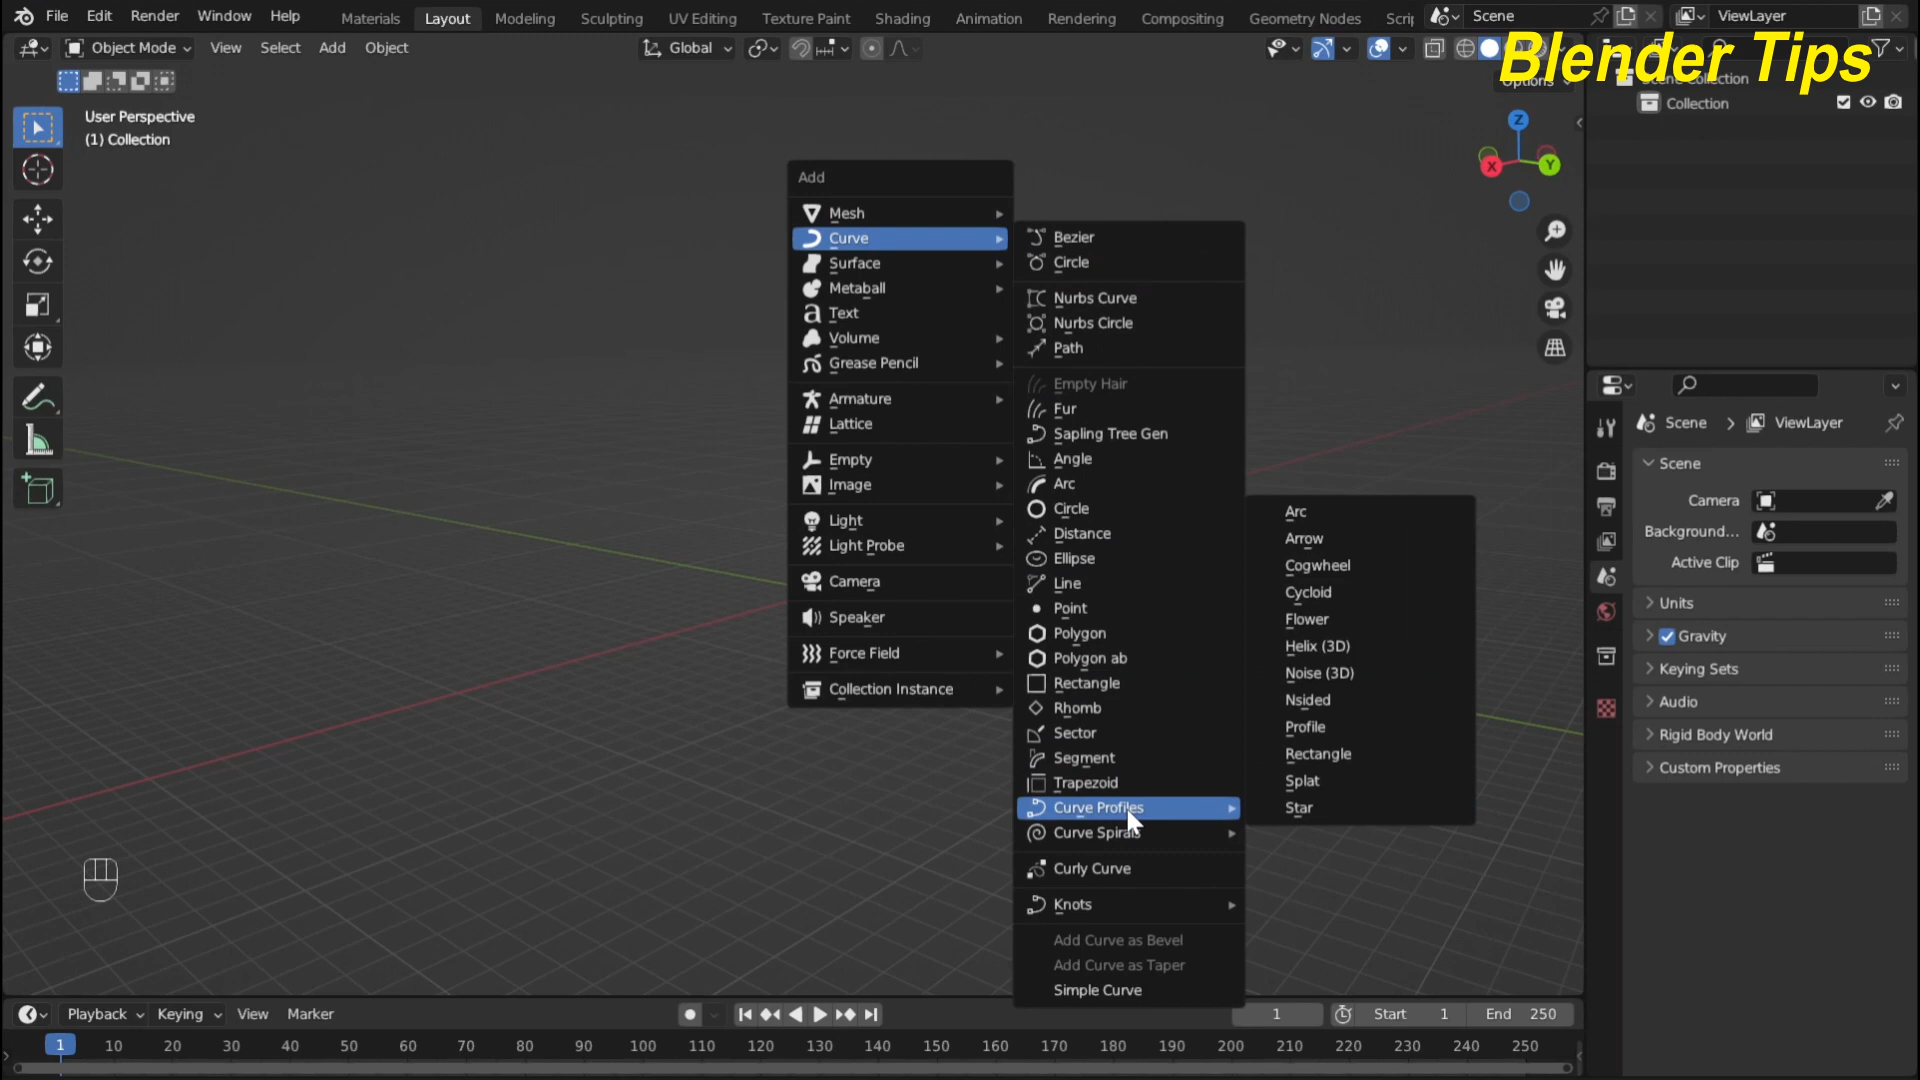 File Edit Render Window Help Materials Layout Modeling Sculpting UV Editing Texture Paint Shading Animation Rendering Compositing Geometry Nodes Scrip Scene ViewLayer
Blender Tips
Object Mode View Select Add Object Global
Options
Scene Collection
Collection
User Perspective
(1) Collection
Z
X
Y
Add
Mesh
Curve
Surface
Metaball
Text
Volume
Grease Pencil
Armature
Lattice
Empty
Image
Light
Light Probe
Camera
Speaker
Force Field
Collection Instance
Bezier
Circle
Nurbs Curve
Nurbs Circle
Path
Empty Hair
Fur
Sapling Tree Gen
Angle
Arc
Circle
Distance
Ellipse
Line
Point
Polygon
Polygon ab
Rectangle
Rhomb
Sector
Segment
Trapezoid
Curve Profiles
Curve Spirals
Curly Curve
Knots
Add Curve as Bevel
Add Curve as Taper
Simple Curve
Arc
Arrow
Cogwheel
Cycloid
Flower
Helix (3D)
Noise (3D)
Nsided
Profile
Rectangle
Splat
Star
Scene ViewLayer
Scene
Camera
Background...
Active Clip
Units
Gravity
Keying Sets
Audio
Rigid Body World
Custom Properties
Playback Keying View Marker 1 Start 1 End 250
1 10 20 30 40 50 60 70 80 90 100 110 120 130 140 150 160 170 180 190 200 210 220 230 240 250